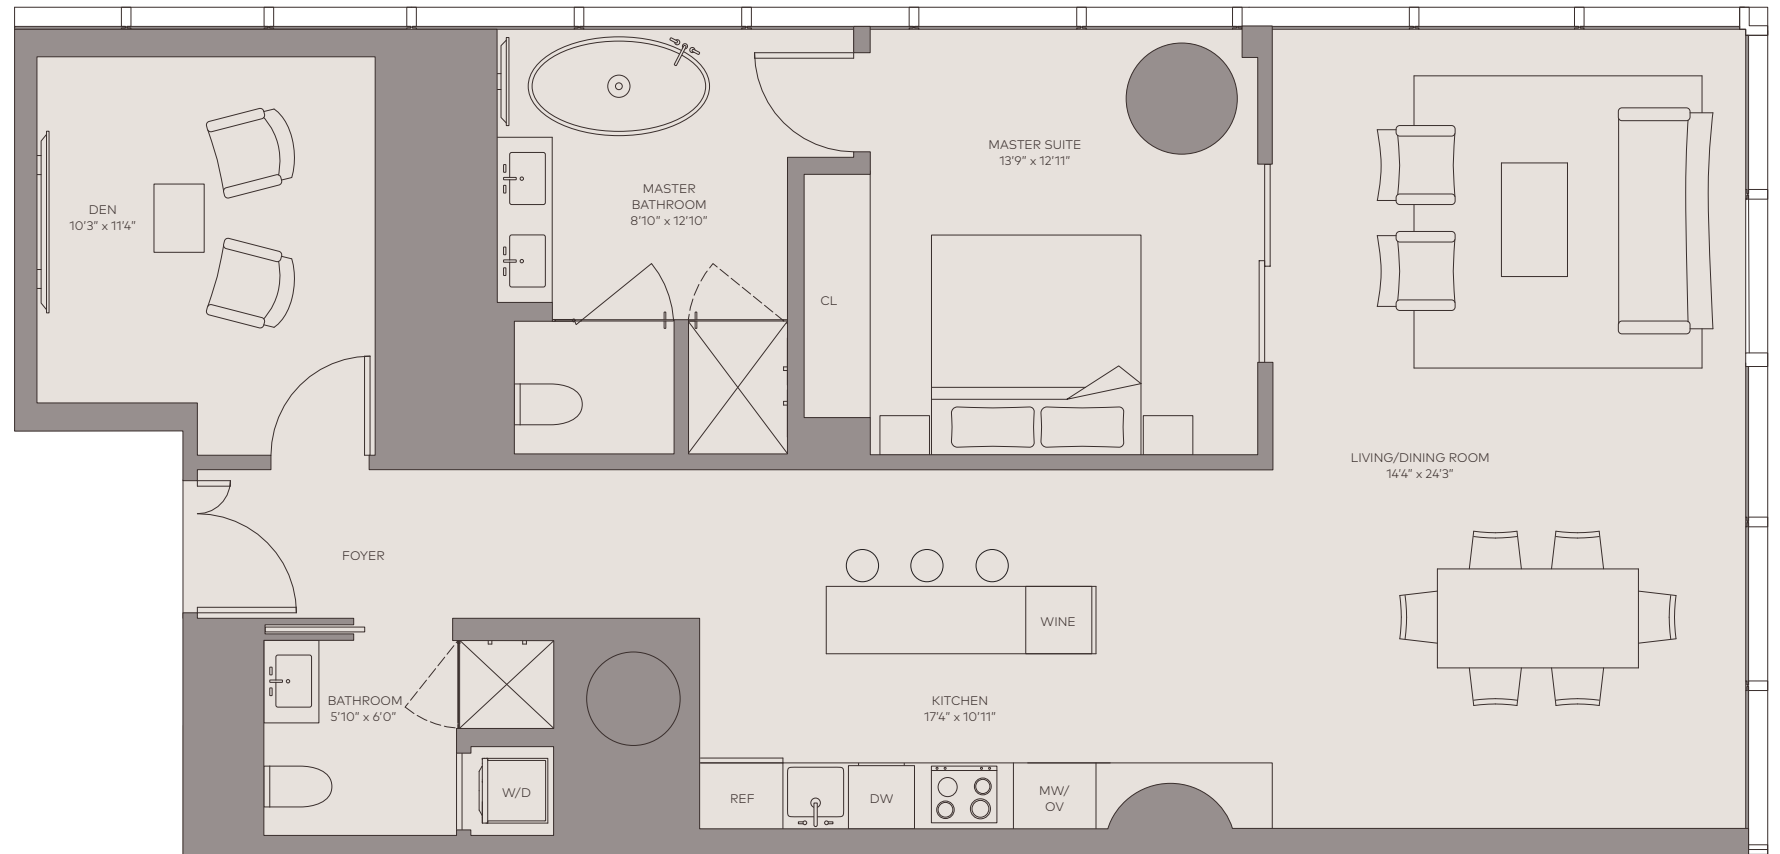 MASTER SUITE
13'9" x 12'11"
MASTER
BATHROOM
8'10" x 12'10"
DEN
10'3" x 11'4"
CL
LIVING/DINING ROOM
14'4" x 24'3"
FOYER
WINE
BATHROOM
5'10" x 6'0"
KITCHEN
17'4" x 10'11"
W/D
REF
DW
MW/
OV